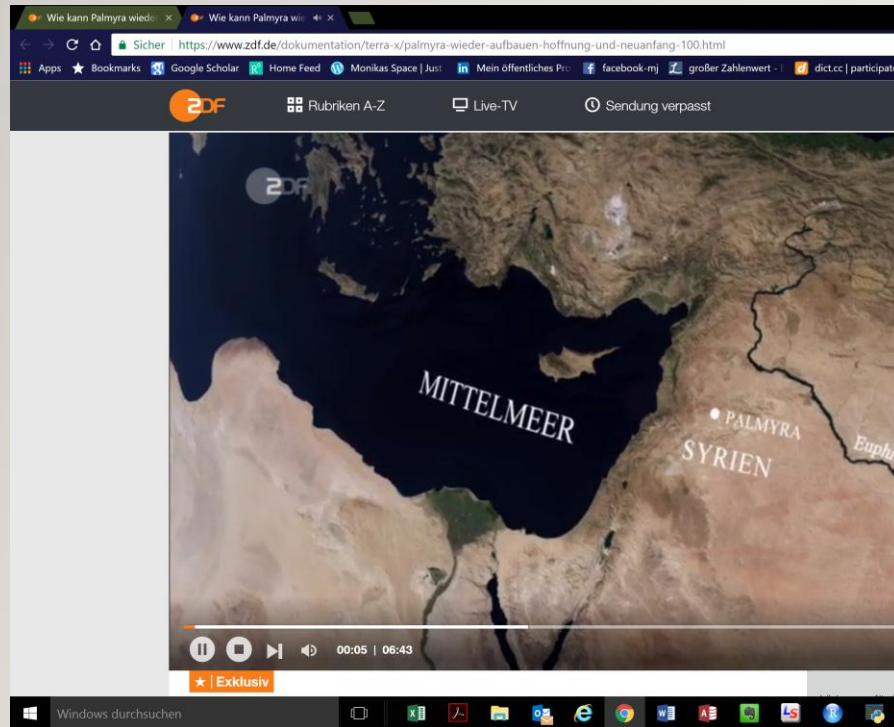 Wie kann Palmyra wiede
Wie kann Palmyra wie
Sicher | https://www.zdf.de/dokumentation/terra-x/palmyra-wieder-aufbauen-hoffnung-und-neuanfang-100.html
Apps Bookmarks Google Scholar Home Feed Monikas Space | Just Mein öffentliches Pro facebook-mj großer Zahlenwert - dict.cc | participate
ZDF Rubriken A-Z Live-TV Sendung verpasst
ZDF
MITTELMEER
PALMYRA
SYRIEN
Euphr
00:05 | 06:43
Exklusiv
Windows durchsuchen